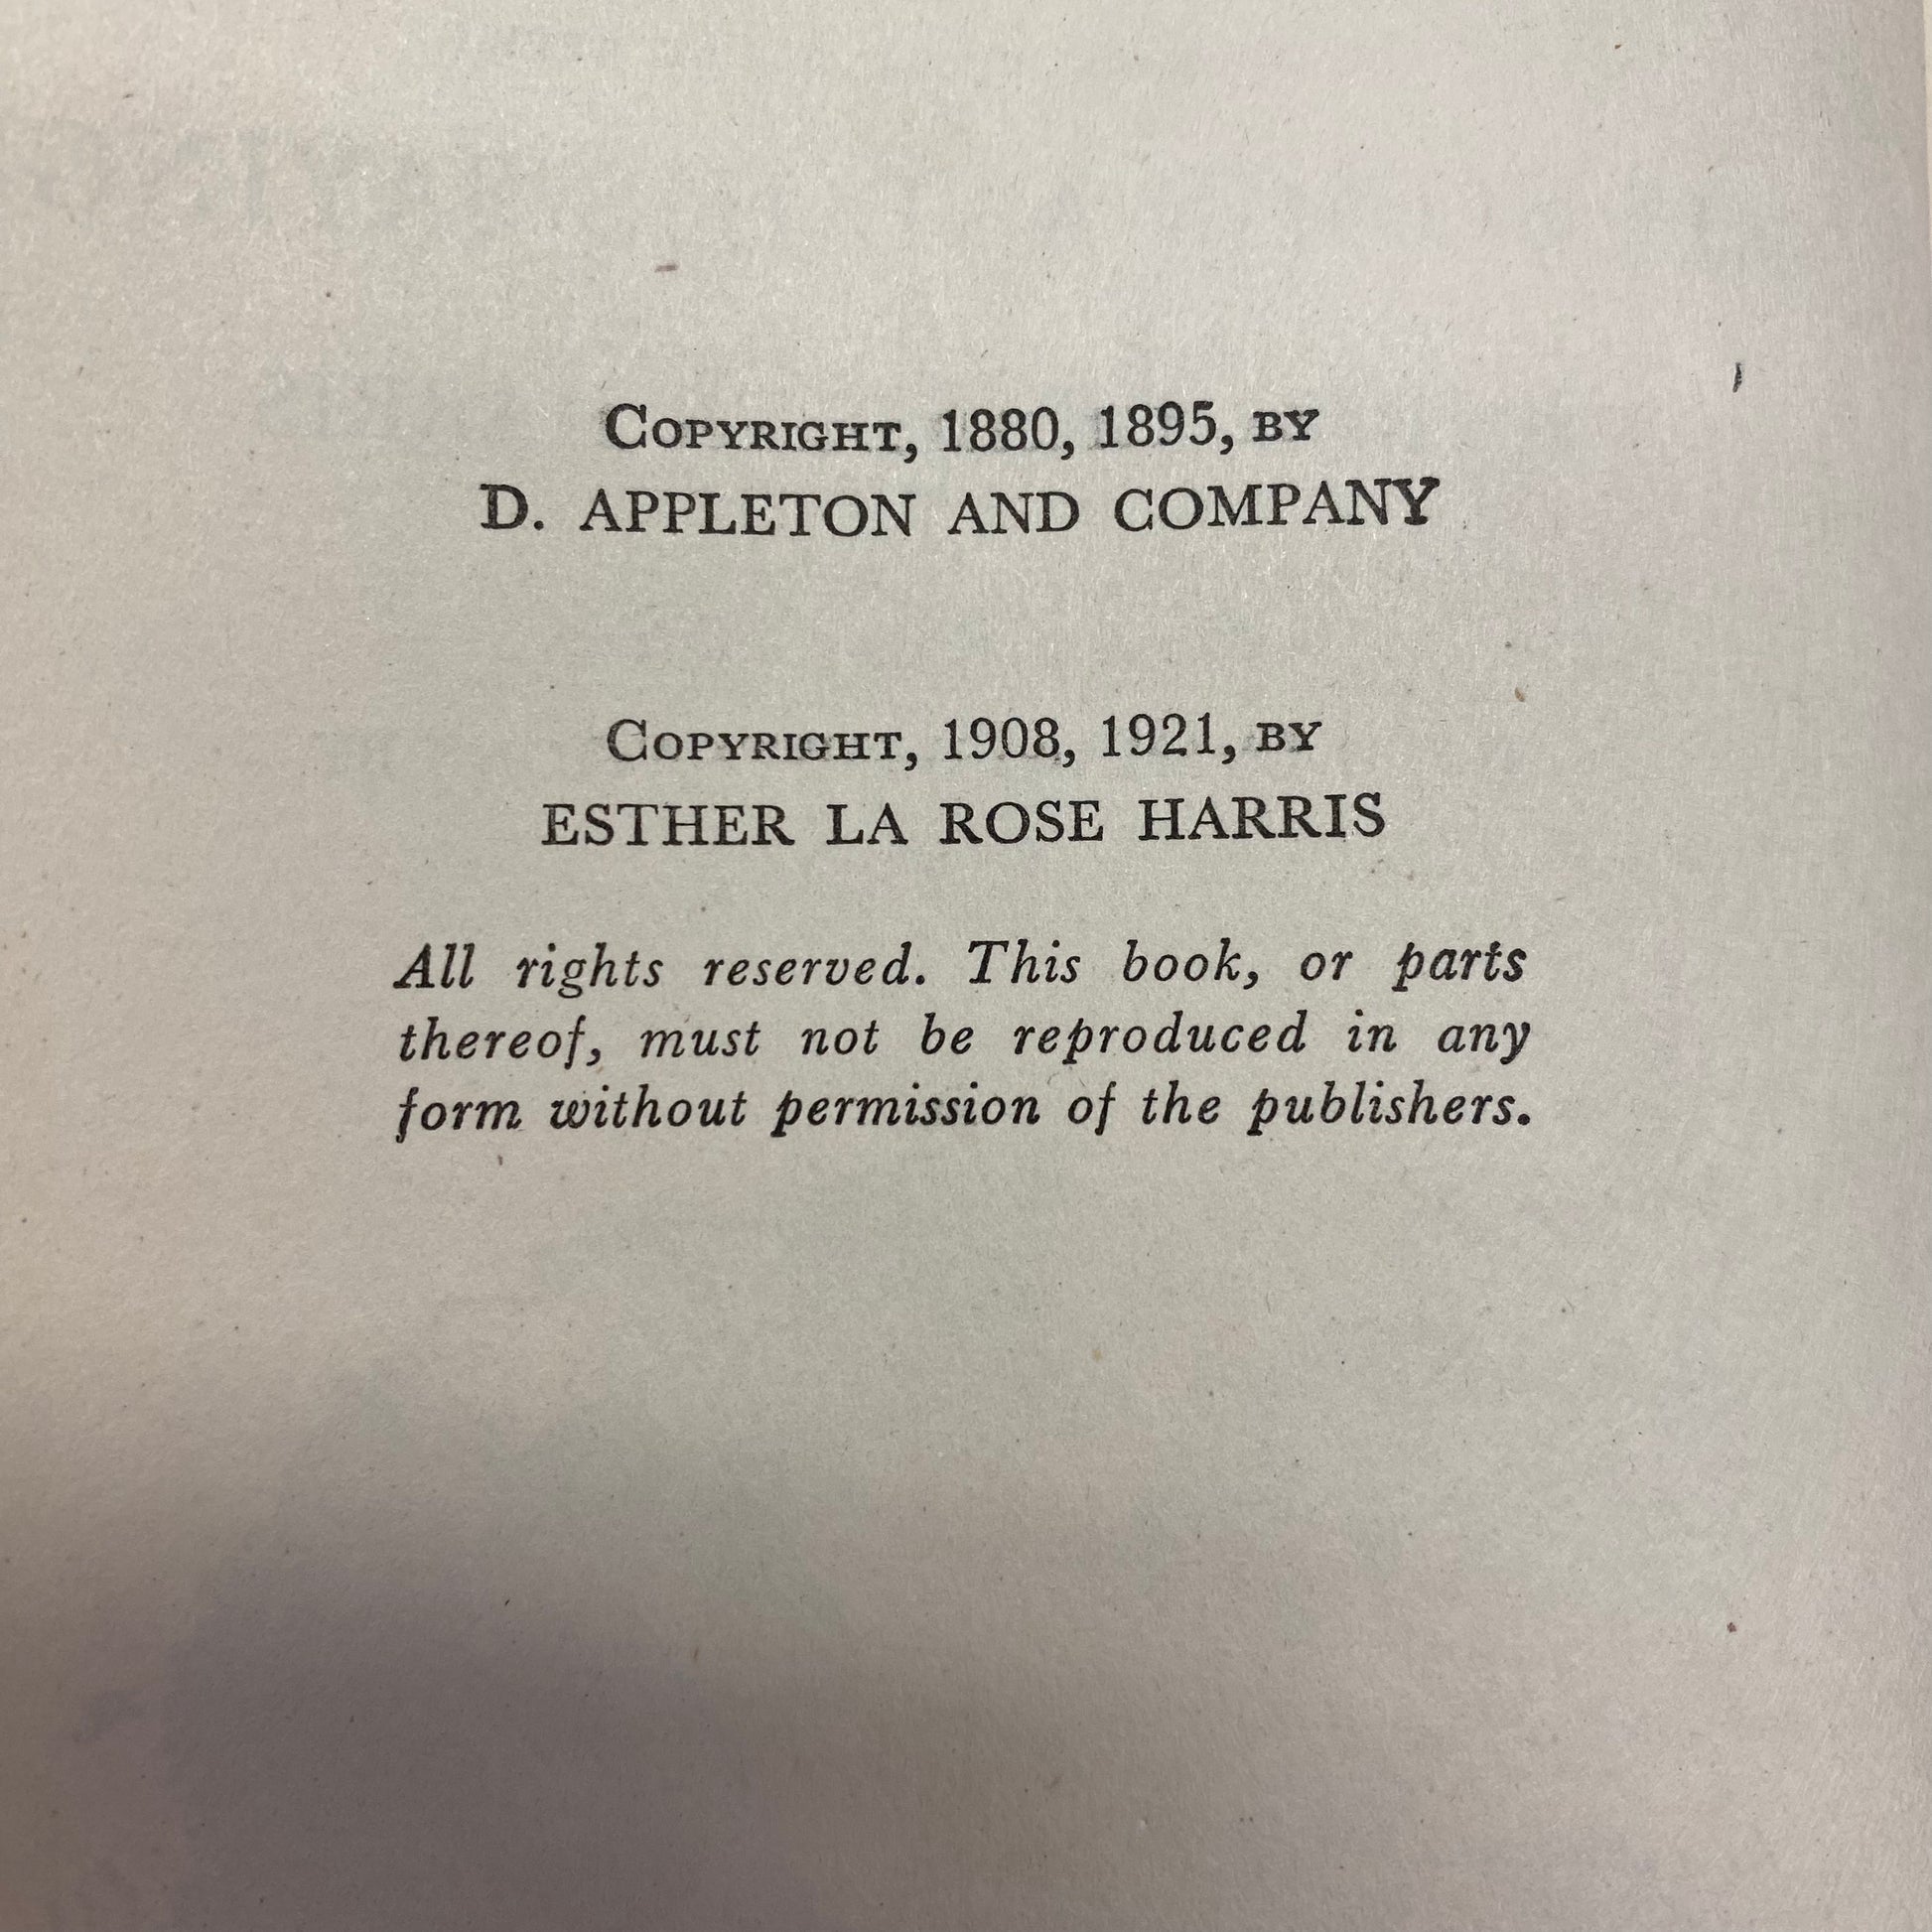 Copyright, 1880, 1895, by
D. APPLETON AND COMPANY
Copyright, 1908, 1921, by
ESTHER LA ROSE HARRIS
All rights reserved. This book, or parts
thereof, must not be reproduced in any
form without permission of the publishers.